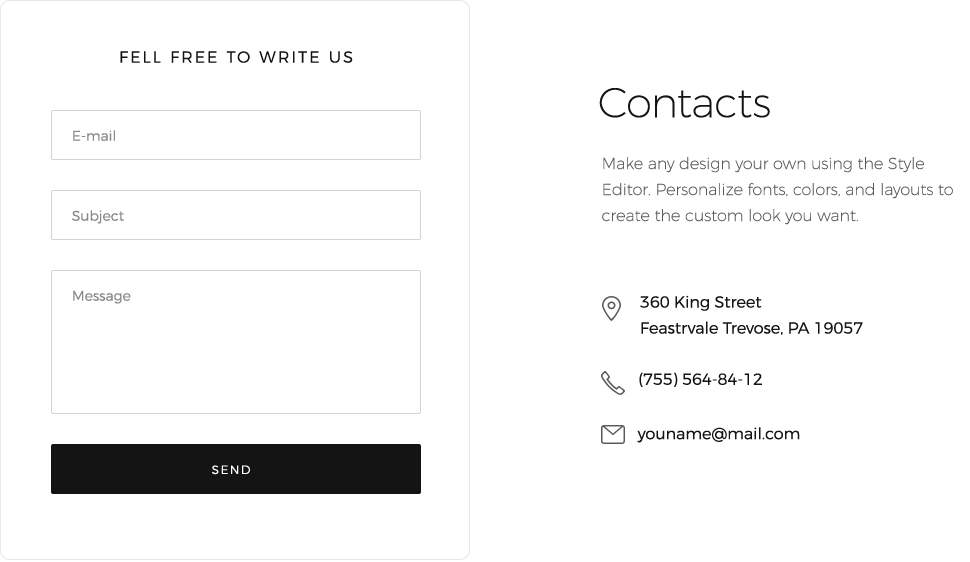 FELL FREE TO WRITE US
E-mail
Subject
Message
SEND
Contacts
Make any design your own using the Style
Editor. Personalize fonts, colors, and layouts to
create the custom look you want.
360 King Street
Feastrvale Trevose, PA 19057
(755) 564-84-12
youname@mail.com